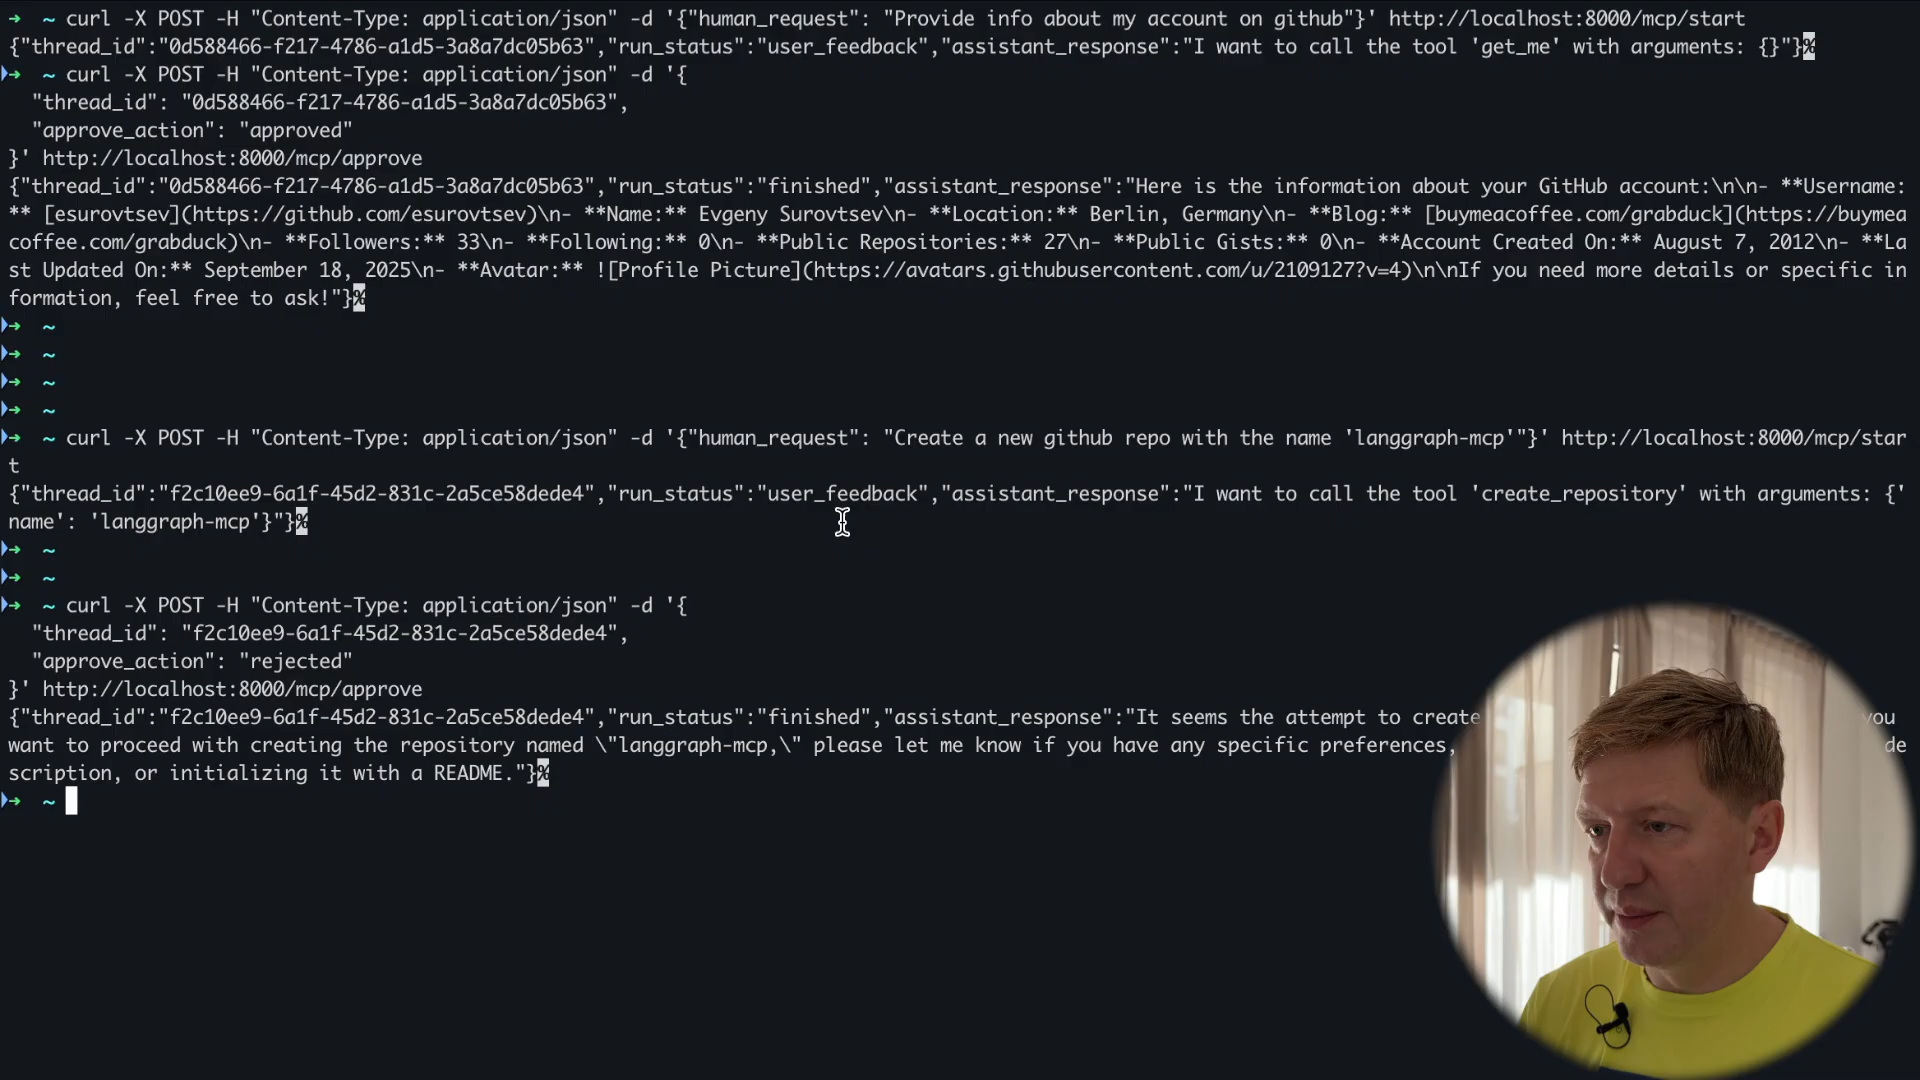 ➜  ~ curl -X POST -H "Content-Type: application/json" -d '{"human_request": "Provide info about my account on github"}' http://localhost:8000/mcp/start
{"thread_id":"0d588466-f217-4786-a1d5-3a8a7dc05b63","run_status":"user_feedback","assistant_response":"I want to call the tool 'get_me' with arguments: {}"}%
➜  ~ curl -X POST -H "Content-Type: application/json" -d '{
  "thread_id": "0d588466-f217-4786-a1d5-3a8a7dc05b63",
  "approve_action": "approved"
}' http://localhost:8000/mcp/approve
{"thread_id":"0d588466-f217-4786-a1d5-3a8a7dc05b63","run_status":"finished","assistant_response":"Here is the information about your GitHub account:\n\n- **Username:
** [esurovtsev](https://github.com/esurovtsev)\n- **Name:** Evgeny Surovtsev\n- **Location:** Berlin, Germany\n- **Blog:** [buymeacoffee.com/grabduck](https://buymea
coffee.com/grabduck)\n- **Followers:** 33\n- **Following:** 0\n- **Public Repositories:** 27\n- **Public Gists:** 0\n- **Account Created On:** August 7, 2012\n- **La
st Updated On:** September 18, 2025\n- **Avatar:** ![Profile Picture](https://avatars.githubusercontent.com/u/2109127?v=4)\n\nIf you need more details or specific in
formation, feel free to ask!"}%
➜  ~
➜  ~
➜  ~
➜  ~
➜  ~ curl -X POST -H "Content-Type: application/json" -d '{"human_request": "Create a new github repo with the name 'langgraph-mcp'"}' http://localhost:8000/mcp/star
t
{"thread_id":"f2c10ee9-6a1f-45d2-831c-2a5ce58dede4","run_status":"user_feedback","assistant_response":"I want to call the tool 'create_repository' with arguments: {'
name': 'langgraph-mcp'}"}%
➜  ~
➜  ~
➜  ~ curl -X POST -H "Content-Type: application/json" -d '{
  "thread_id": "f2c10ee9-6a1f-45d2-831c-2a5ce58dede4",
  "approve_action": "rejected"
}' http://localhost:8000/mcp/approve
{"thread_id":"f2c10ee9-6a1f-45d2-831c-2a5ce58dede4","run_status":"finished","assistant_response":"It seems the attempt to create you
want to proceed with creating the repository named \"langgraph-mcp,\" please let me know if you have any specific preferences, de
scription, or initializing it with a README."}%
➜  ~